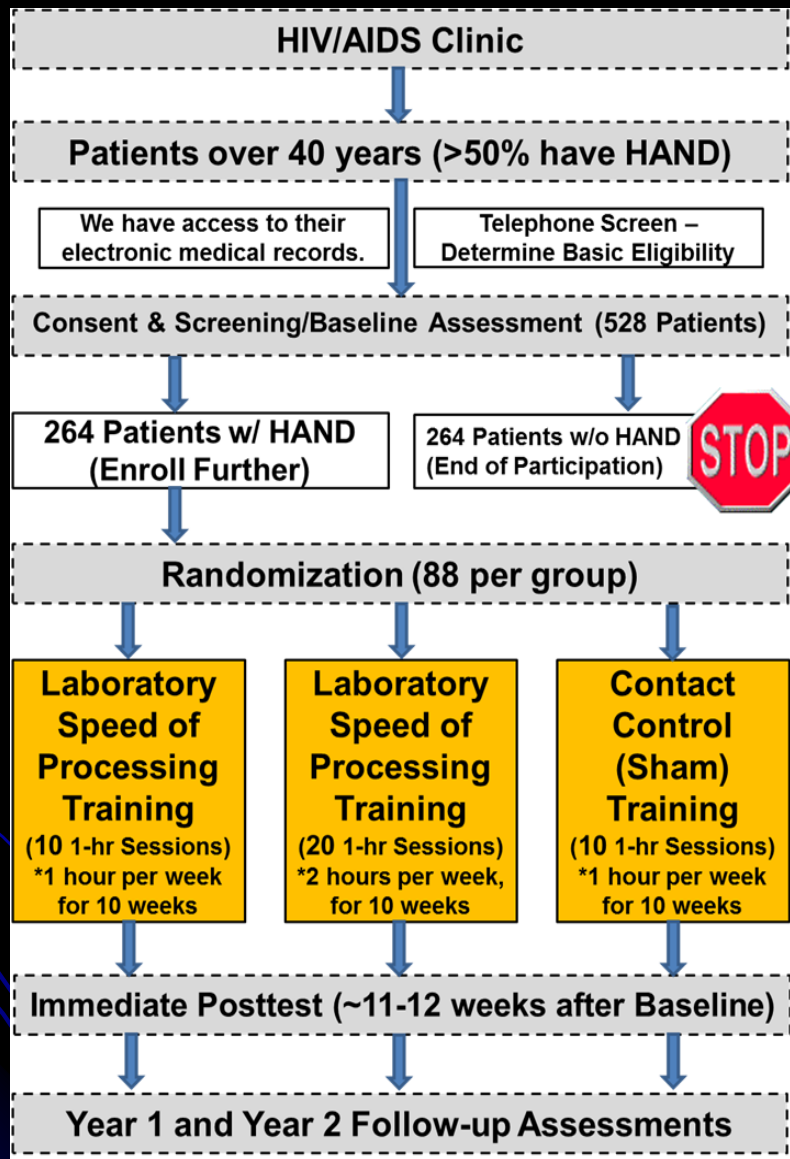 HIV/AIDS Clinic
Patients over 40 years (>50% have HAND)
We have access to their
electronic medical records.
Telephone Screen –
Determine Basic Eligibility
Consent & Screening/Baseline Assessment (528 Patients)
264 Patients w/ HAND
(Enroll Further)
264 Patients w/o HAND
(End of Participation)
STOP
Randomization (88 per group)
Laboratory
Speed of
Processing
Training
(10 1-hr Sessions)
*1 hour per week
for 10 weeks
Laboratory
Speed of
Processing
Training
(20 1-hr Sessions)
*2 hours per week,
for 10 weeks
Contact
Control
(Sham)
Training
(10 1-hr Sessions)
*1 hour per week
for 10 weeks
Immediate Posttest (~11-12 weeks after Baseline)
Year 1 and Year 2 Follow-up Assessments